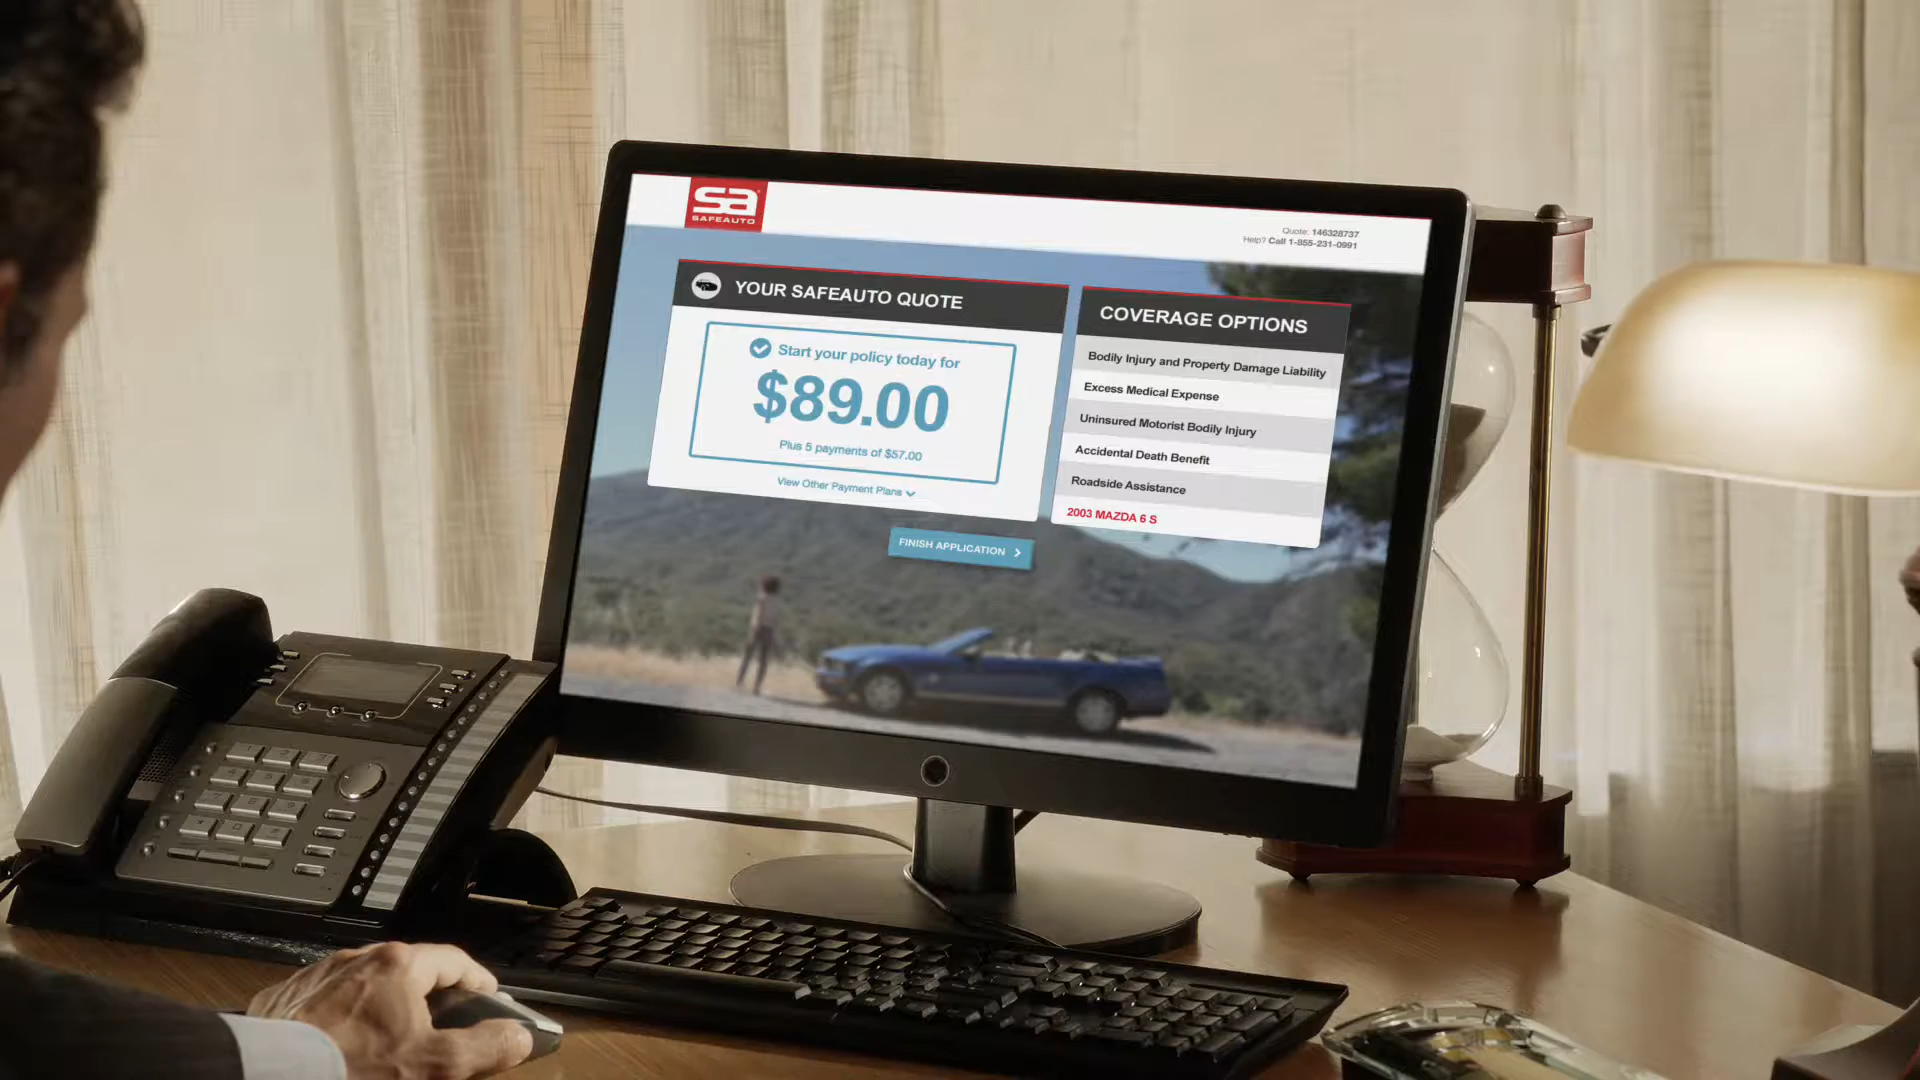 sa
SAFEAUTO
Quote: 146328737
Help? Call 1-855-231-0991
YOUR SAFEAUTO QUOTE
Start your policy today for
$89.00
Plus 5 payments of $57.00
View Other Payment Plans
FINISH APPLICATION
COVERAGE OPTIONS
Bodily Injury and Property Damage Liability
Excess Medical Expense
Uninsured Motorist Bodily Injury
Accidental Death Benefit
Roadside Assistance
2003 MAZDA 6 S